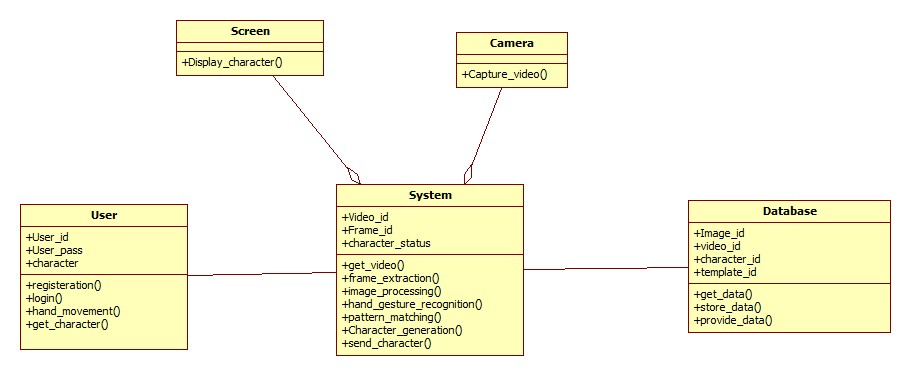 Screen
+Display_character()
Camera
+Capture_video()
User
+User_id
+User_pass
+character
+registeration()
+login()
+hand_movement()
+get_character()
System
+Video_id
+Frame_id
+character_status
+get_video()
+frame_extraction()
+image_processing()
+hand_gesture_recognition()
+pattern_matching()
+Character_generation()
+send_character()
Database
+Image_id
+video_id
+character_id
+template_id
+get_data()
+store_data()
+provide_data()